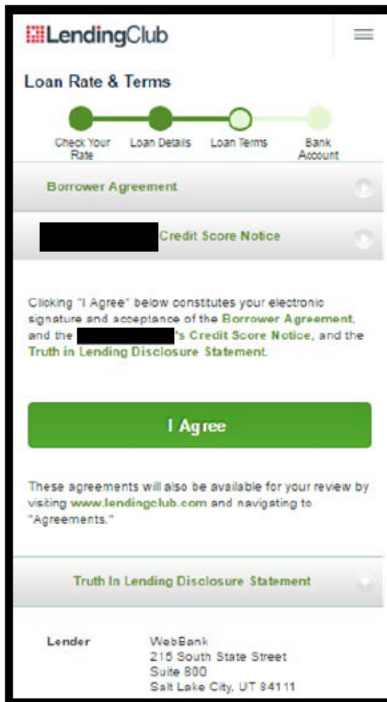 LendingClub
Loan Rate & Terms
Check Your
Rate
Loan Details
Loan Terms
Bank
Account
Borrower Agreement
Credit Score Notice
Clicking "I Agree" below constitutes your electronic
signature and acceptance of the Borrower Agreement,
and the 's Credit Score Notice, and the
Truth in Lending Disclosure Statement.
I Agree
These agreements will also be available for your review by
visiting www.lendingclub.com and navigating to
"Agreements."
Truth In Lending Disclosure Statement
Lender
WebBank
215 South State Street
Suite 800
Salt Lake City, UT 84111